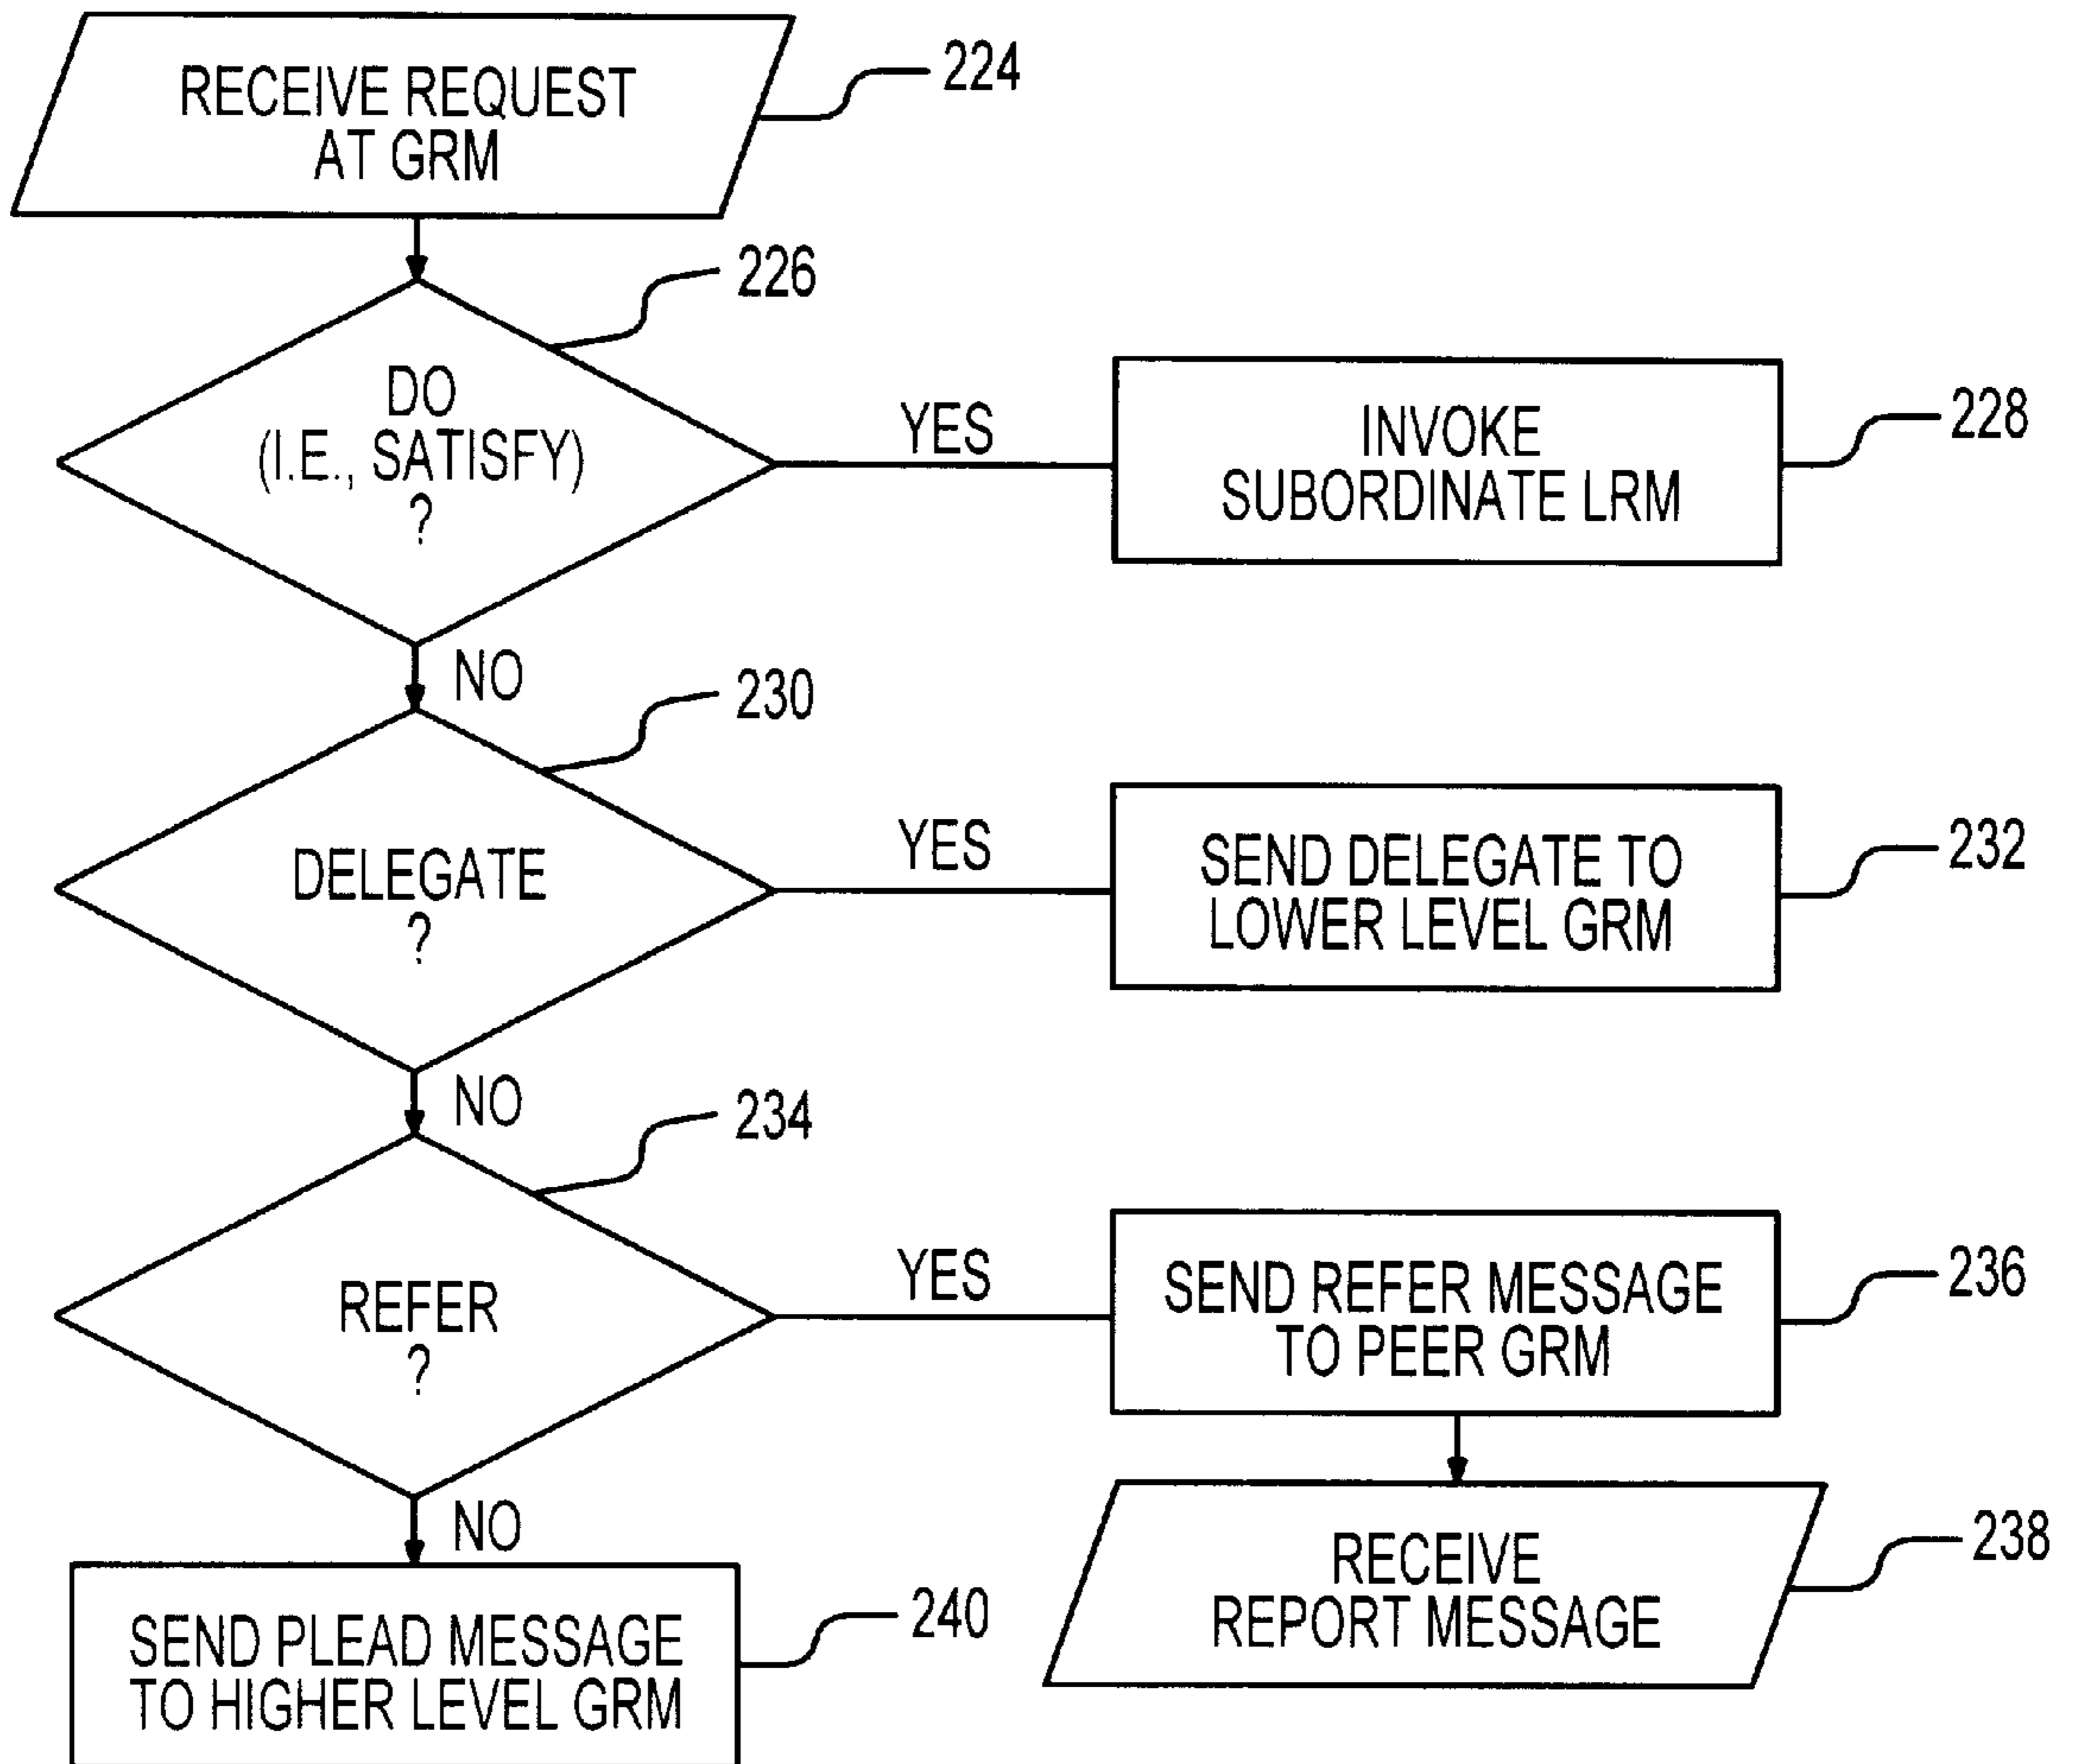 RECEIVE REQUEST
AT GRM
224
226
DO
(I.E., SATISFY)
?
YES
INVOKE
SUBORDINATE LRM
228
NO
230
DELEGATE
?
YES
SEND DELEGATE TO
LOWER LEVEL GRM
232
NO
234
REFER
?
YES
SEND REFER MESSAGE
TO PEER GRM
236
NO
RECEIVE
REPORT MESSAGE
238
SEND PLEAD MESSAGE
TO HIGHER LEVEL GRM
240